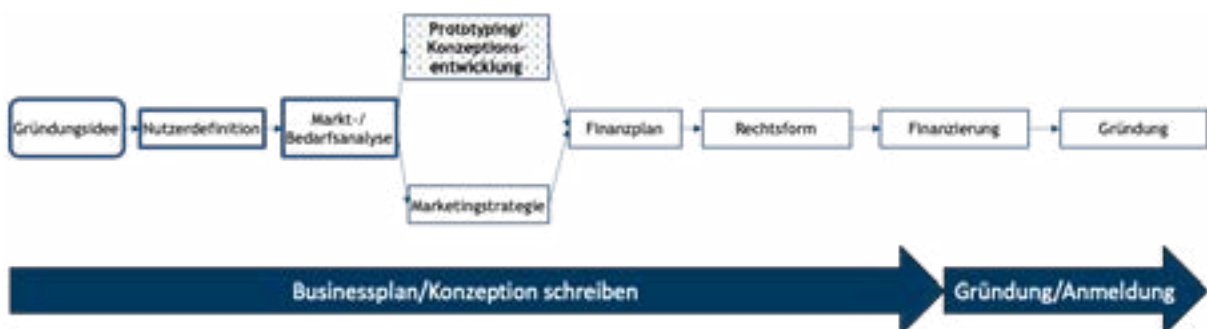 Prototyping/
Konzeptions-
entwicklung
Gründungsidee
Nutzerdefinition
Markt-/
Bedarfsanalyse
Finanzplan
Rechtsform
Finanzierung
Gründung
Marketingstrategie
Businessplan/Konzeption schreiben
Gründung/Anmeldung